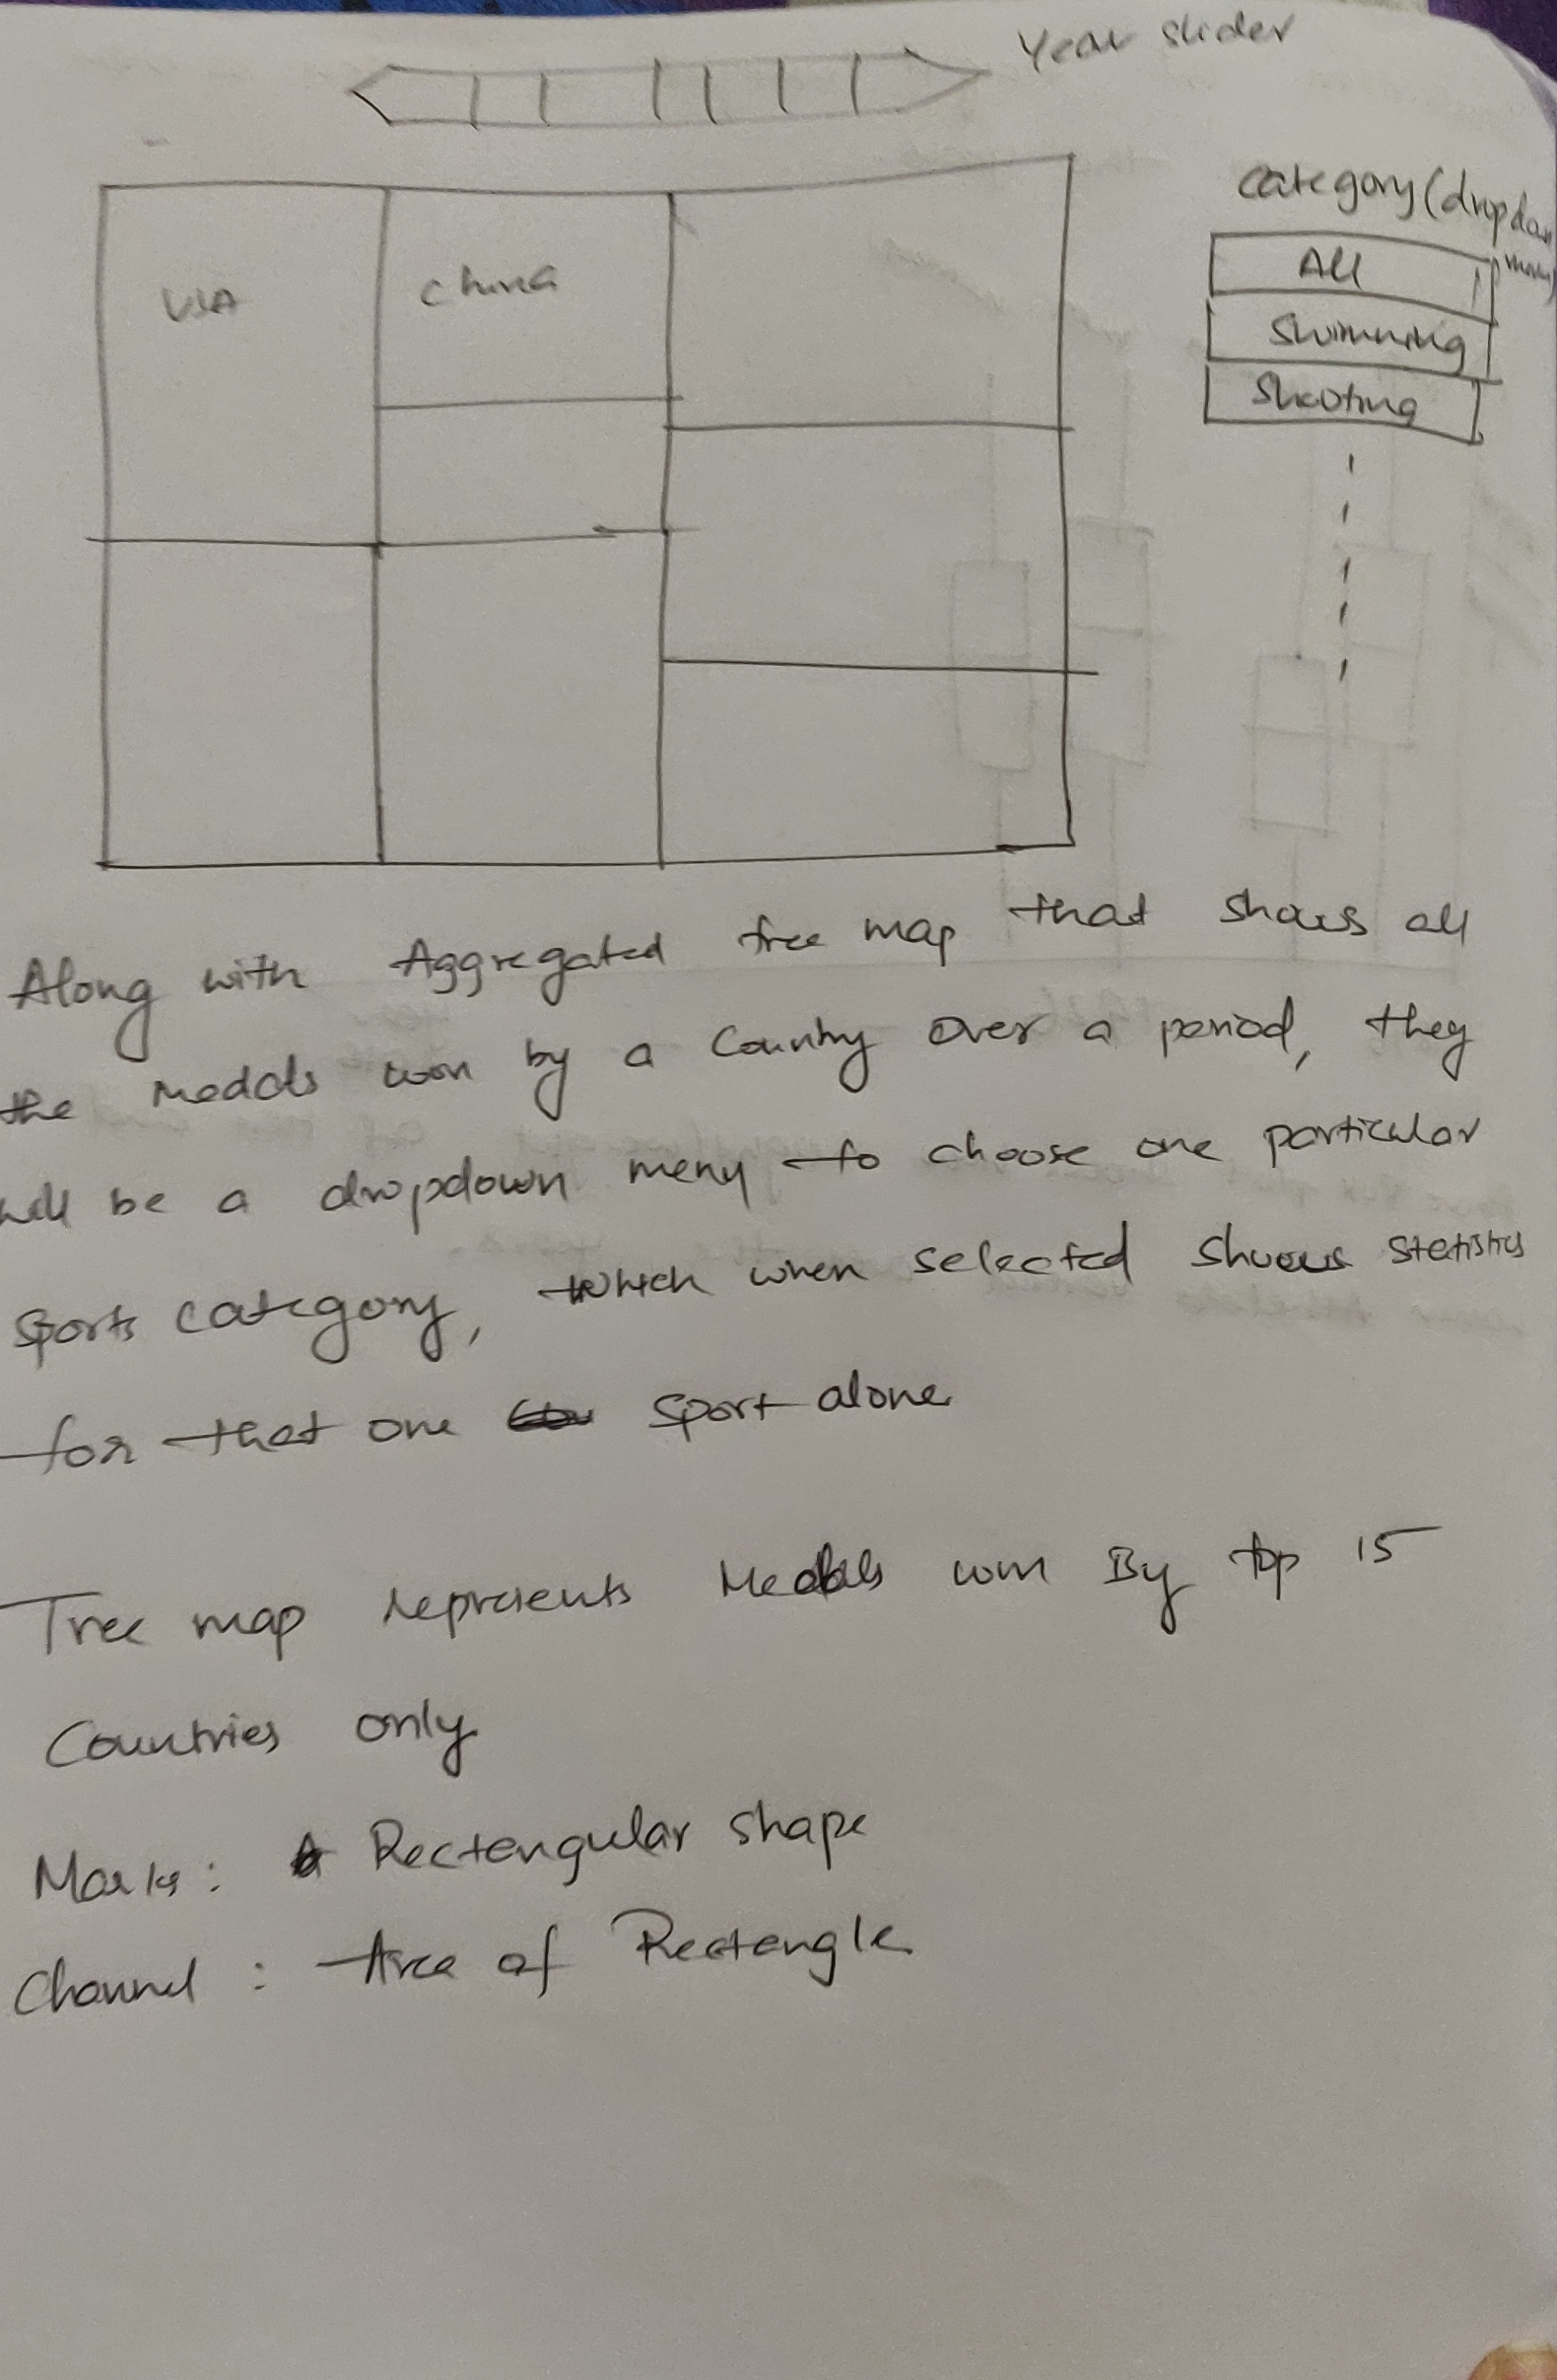 Year slider
category (dropdown
menu)
All
USA
china
Swimming
Shooting
Along with Aggregated tree map that shows all
the medals won by a country over a period, they
will be a dropdown meny to choose one particular
sports category, which when selected shows statistics
for that one sport alone
Tree map represents Medals won By top 15
Countries only
Marks: Rectengular shape
Channel : Area of Rectengle